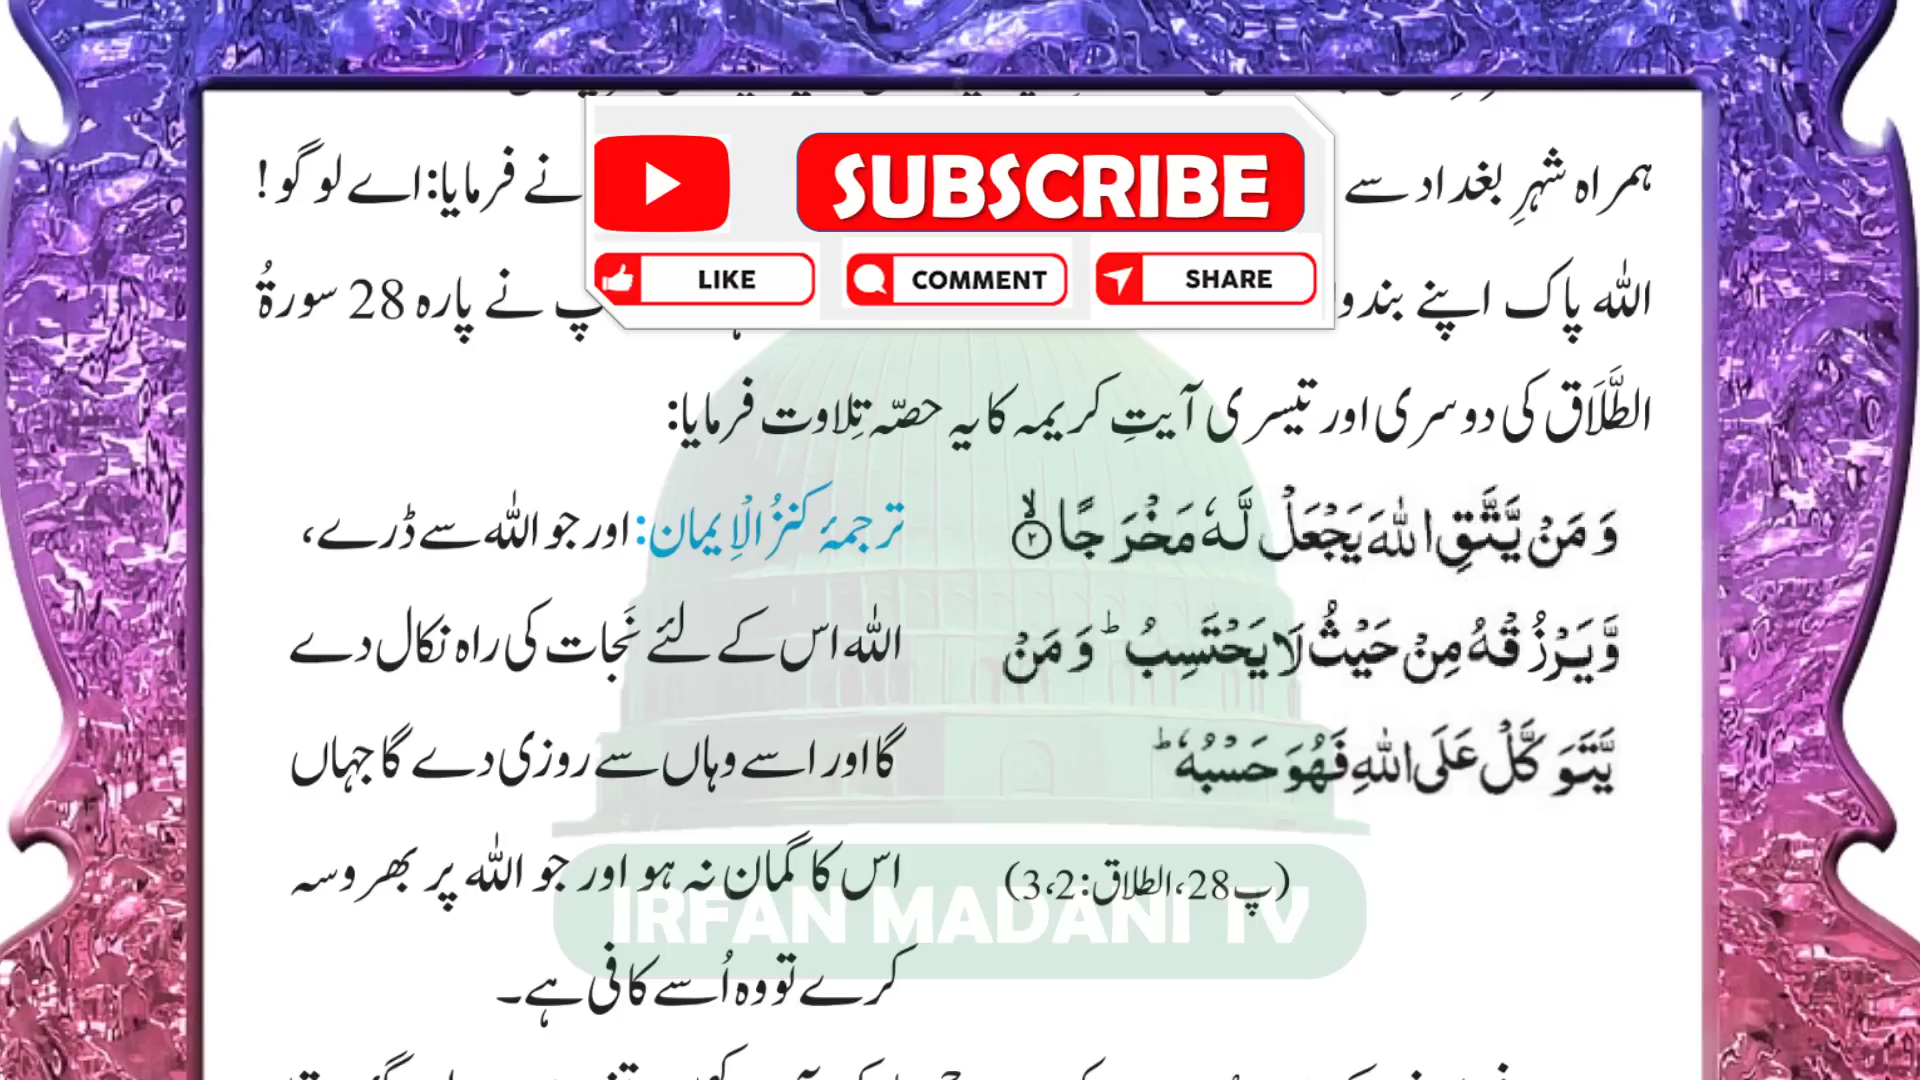 ہمراہ شہرِ بغداد سے
نے فرمایا: اے لوگو!
SUBSCRIBE
LIKE
COMMENT
SHARE
اللہ پاک اپنے
نے پارہ 28 سورۃُ
الطَّلَاق کی دوسری اور تیسری آیتِ کریمہ کا یہ حصّہ تِلاوت فرمایا:
وَ مَنْ یَّتَّقِ اللہَ یَجْعَلْ لَّہٗ مَخْرَجًا ۙ﴿۲﴾
وَّ یَرْزُقْہُ مِنْ حَیْثُ لَا یَحْتَسِبُ ؕ وَ مَنْ
یَّتَوَکَّلْ عَلَی اللہِ فَہُوَ حَسْبُہٗ ؕ
(پ28،الطلاق:3،2)
ترجمۂ کنزُ الْاِیمان: اور جو اللہ سے ڈرے،
اللہ اس کے لئے نَجات کی راہ نکال دے
گا اور اسے وہاں سے روزی دے گا جہاں
اس کا گمان نہ ہو اور جو اللہ پر بھروسہ
کرے تو وہ اُسے کافی ہے۔
IRFAN MADANI TV